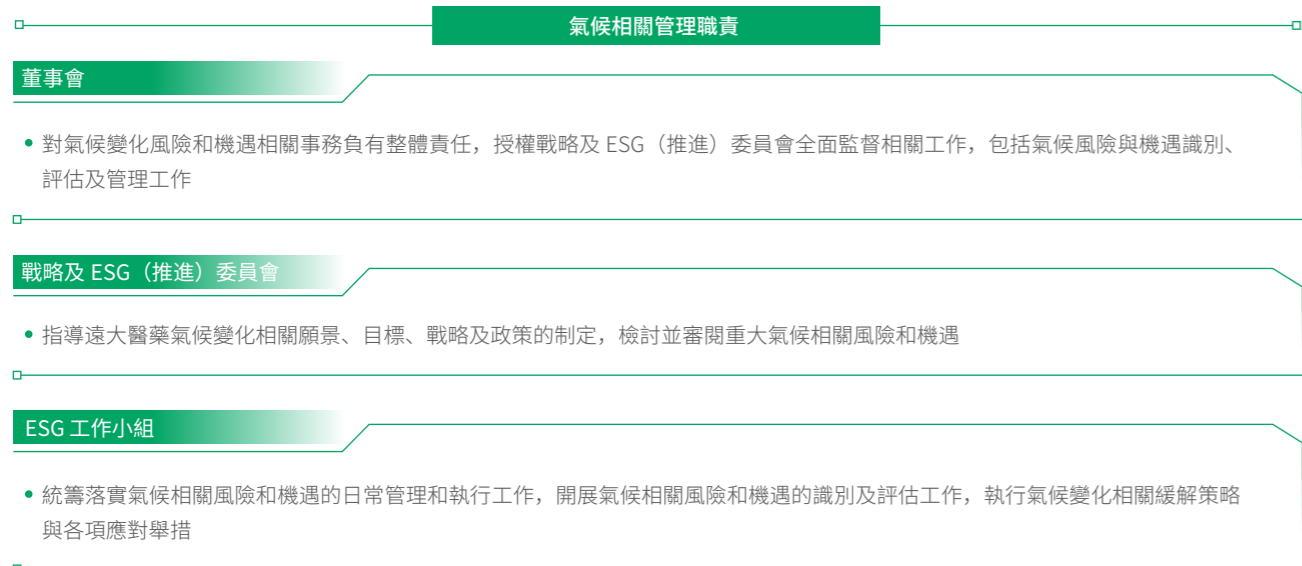 氣候相關管理職責
董事會
• 對氣候變化風險和機遇相關事務負有整體責任，授權戰略及 ESG（推進）委員會全面監督相關工作，包括氣候風險與機遇識別、
評估及管理工作
戰略及 ESG（推進）委員會
• 指導遠大醫藥氣候變化相關願景、目標、戰略及政策的制定，檢討並審閱重大氣候相關風險和機遇
ESG 工作小組
• 統籌落實氣候相關風險和機遇的日常管理和執行工作，開展氣候相關風險和機遇的識別及評估工作，執行氣候變化相關緩解策略
與各項應對舉措